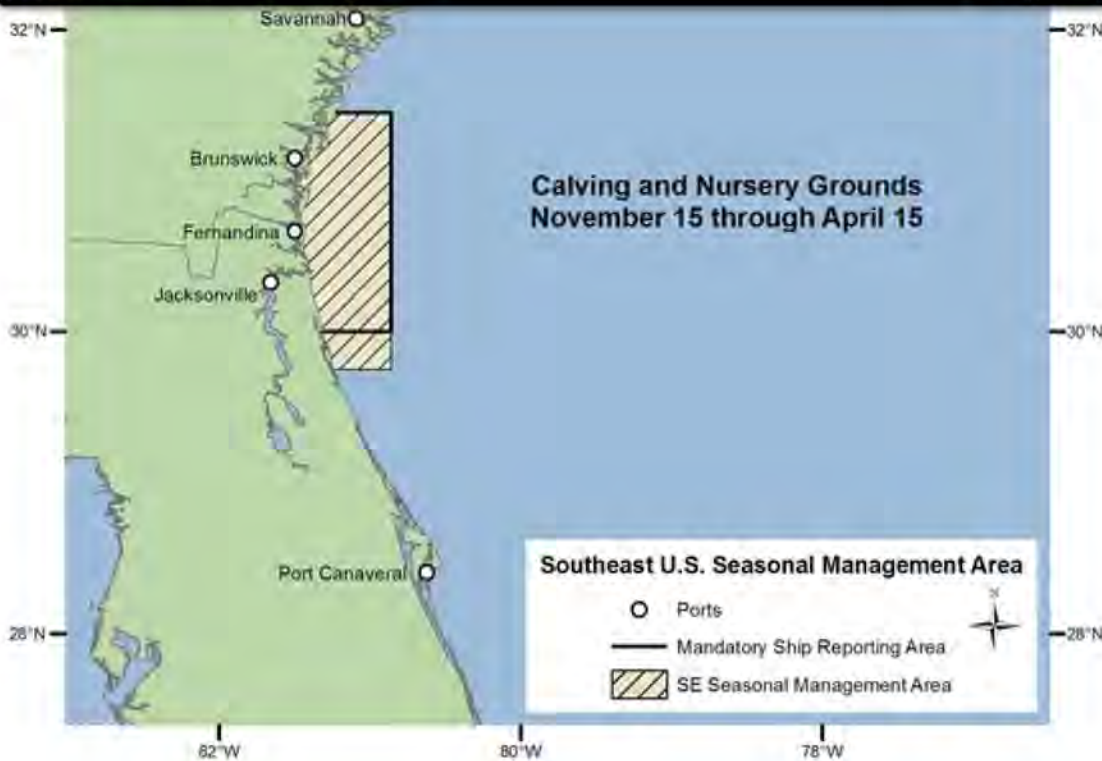 Savannah
32°N
32°N
Brunswick
Calving and Nursery Grounds
November 15 through April 15
Fernandina
Jacksonville
30°N
30°N
Port Canaveral
Southeast U.S. Seasonal Management Area
N
Ports
Mandatory Ship Reporting Area
SE Seasonal Management Area
28°N
28°N
62°W
80°W
78°W